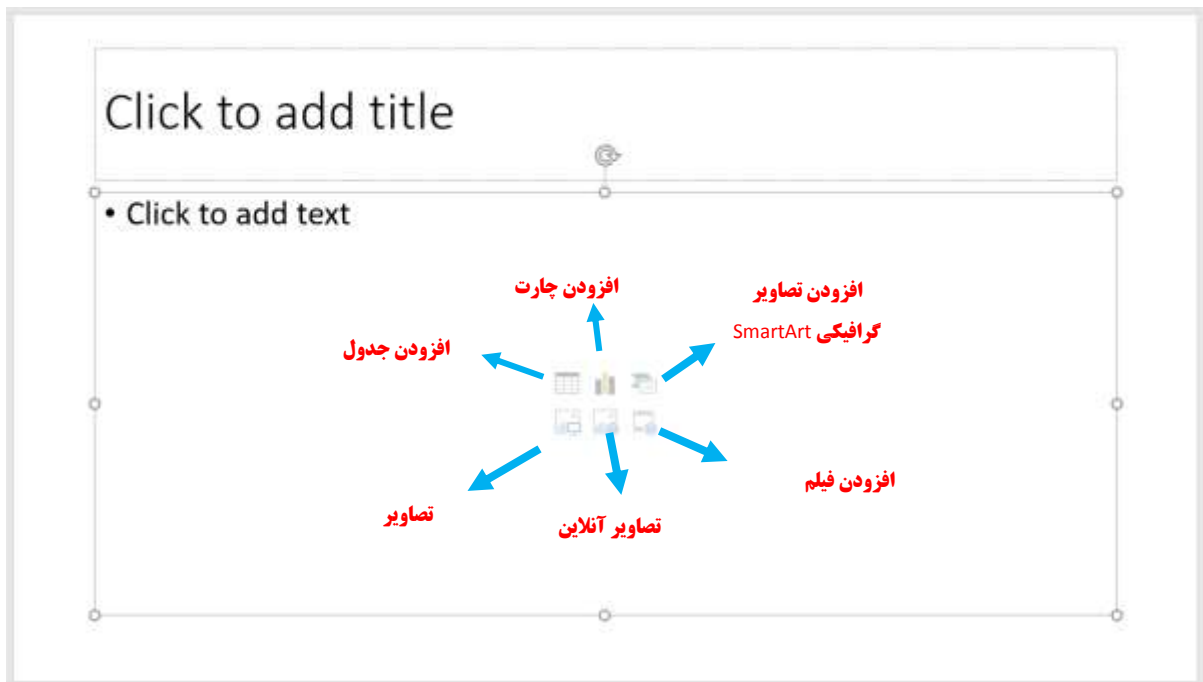 Click to add title
• Click to add text
افزودن چارت
افزودن تصاویر
گرافیکی SmartArt
افزودن جدول
افزودن فیلم
تصاویر
تصاویر آنلاین